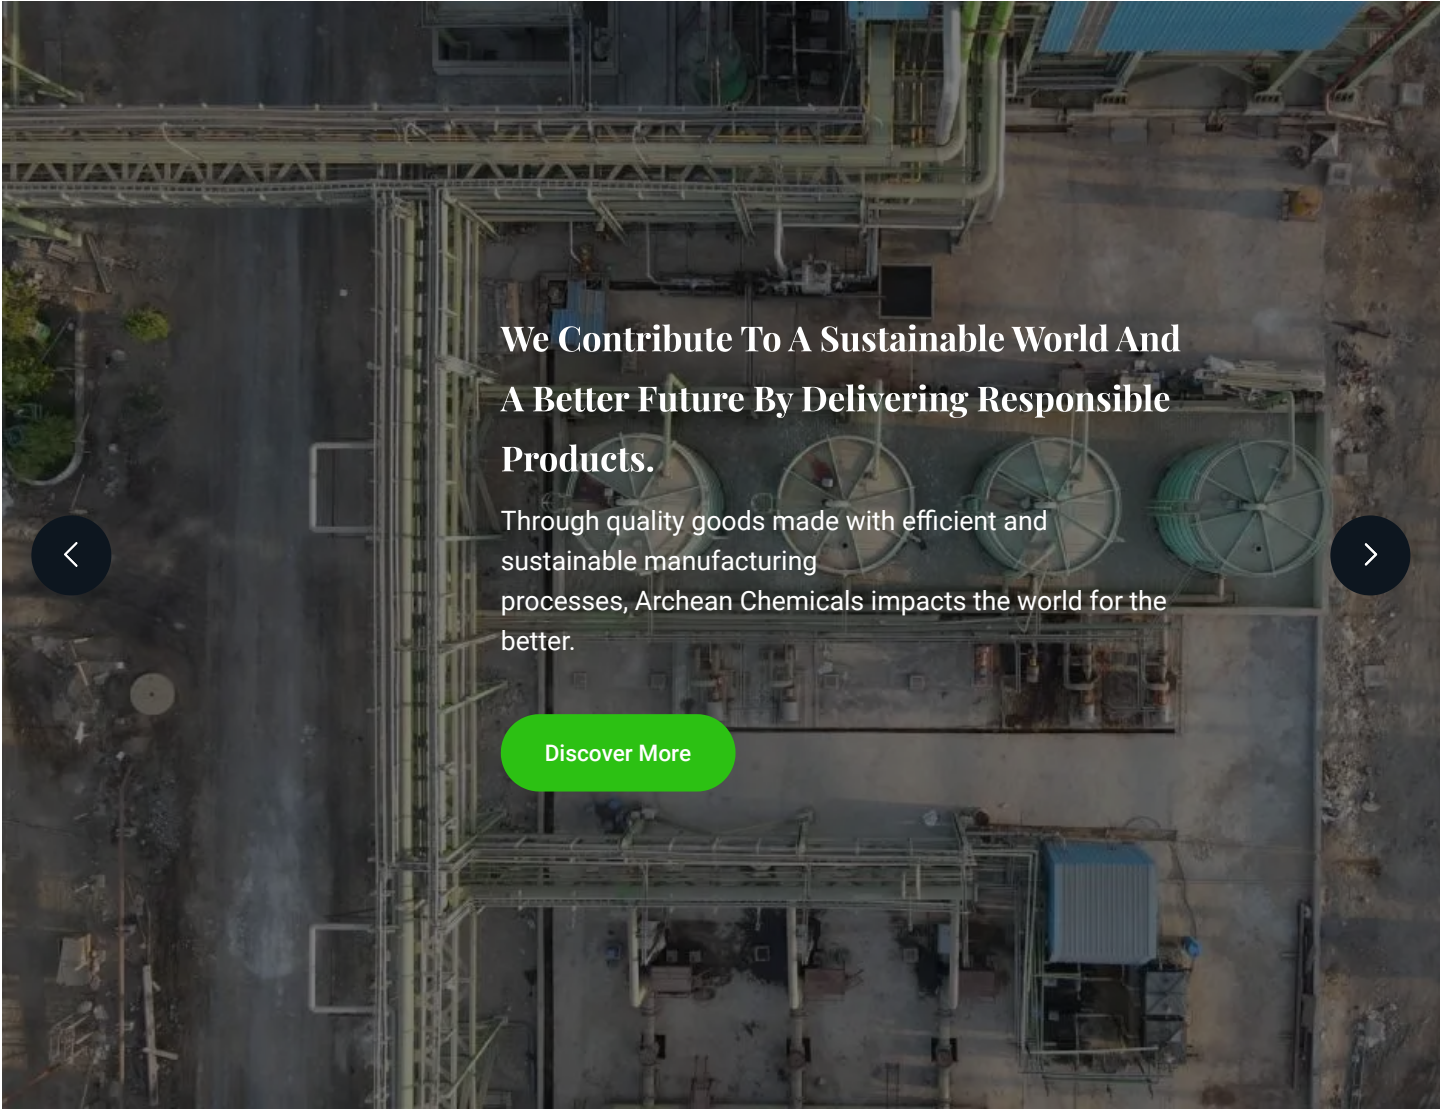 We Contribute To A Sustainable World And
A Better Future By Delivering Responsible
Products.
Through quality goods made with efficient and
sustainable manufacturing
processes, Archean Chemicals impacts the world for the
better.
Discover More